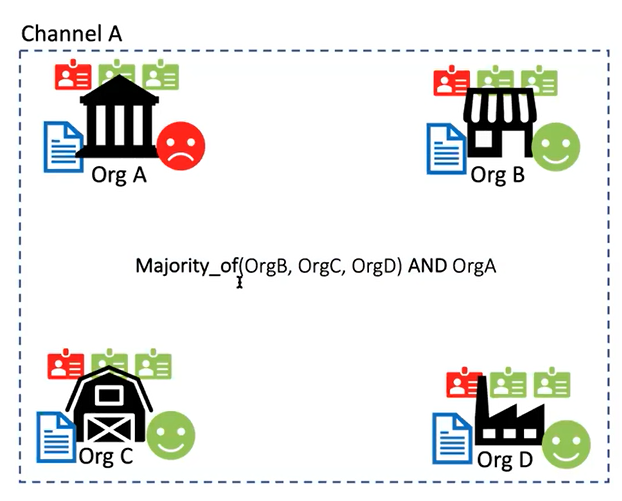 Channel A
Org A
Org B
Majority_of(OrgB, OrgC, OrgD) AND OrgA
Org C
Org D